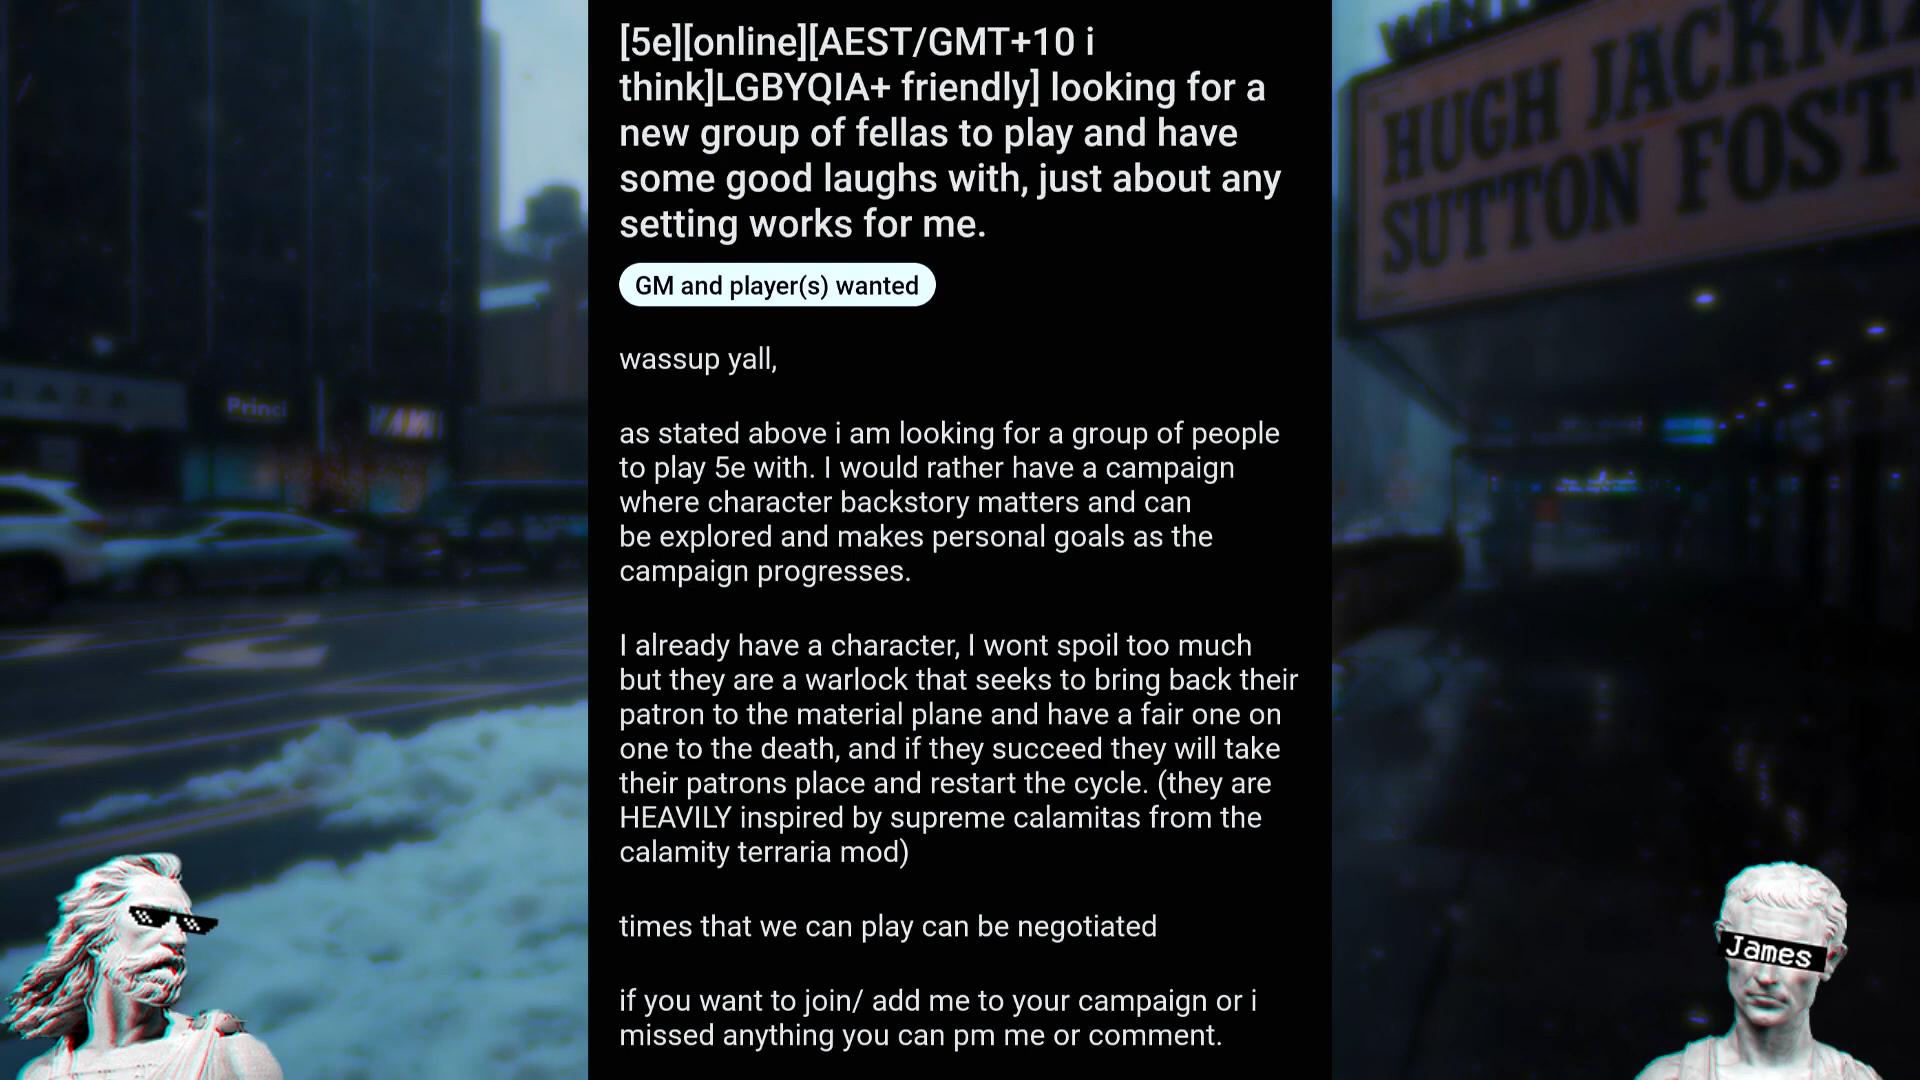 [5e][online][AEST/GMT+10 i
think]LGBYQIA+ friendly] looking for a
new group of fellas to play and have
some good laughs with, just about any
setting works for me.
GM and player(s) wanted
wassup yall,
as stated above i am looking for a group of people
to play 5e with. I would rather have a campaign
where character backstory matters and can
be explored and makes personal goals as the
campaign progresses.
I already have a character, I wont spoil too much
but they are a warlock that seeks to bring back their
patron to the material plane and have a fair one on
one to the death, and if they succeed they will take
their patrons place and restart the cycle. (they are
HEAVILY inspired by supreme calamitas from the
calamity terraria mod)
times that we can play can be negotiated
if you want to join/ add me to your campaign or i
missed anything you can pm me or comment.
Princi
HUGH JACKMA
SUTTON FOST
James